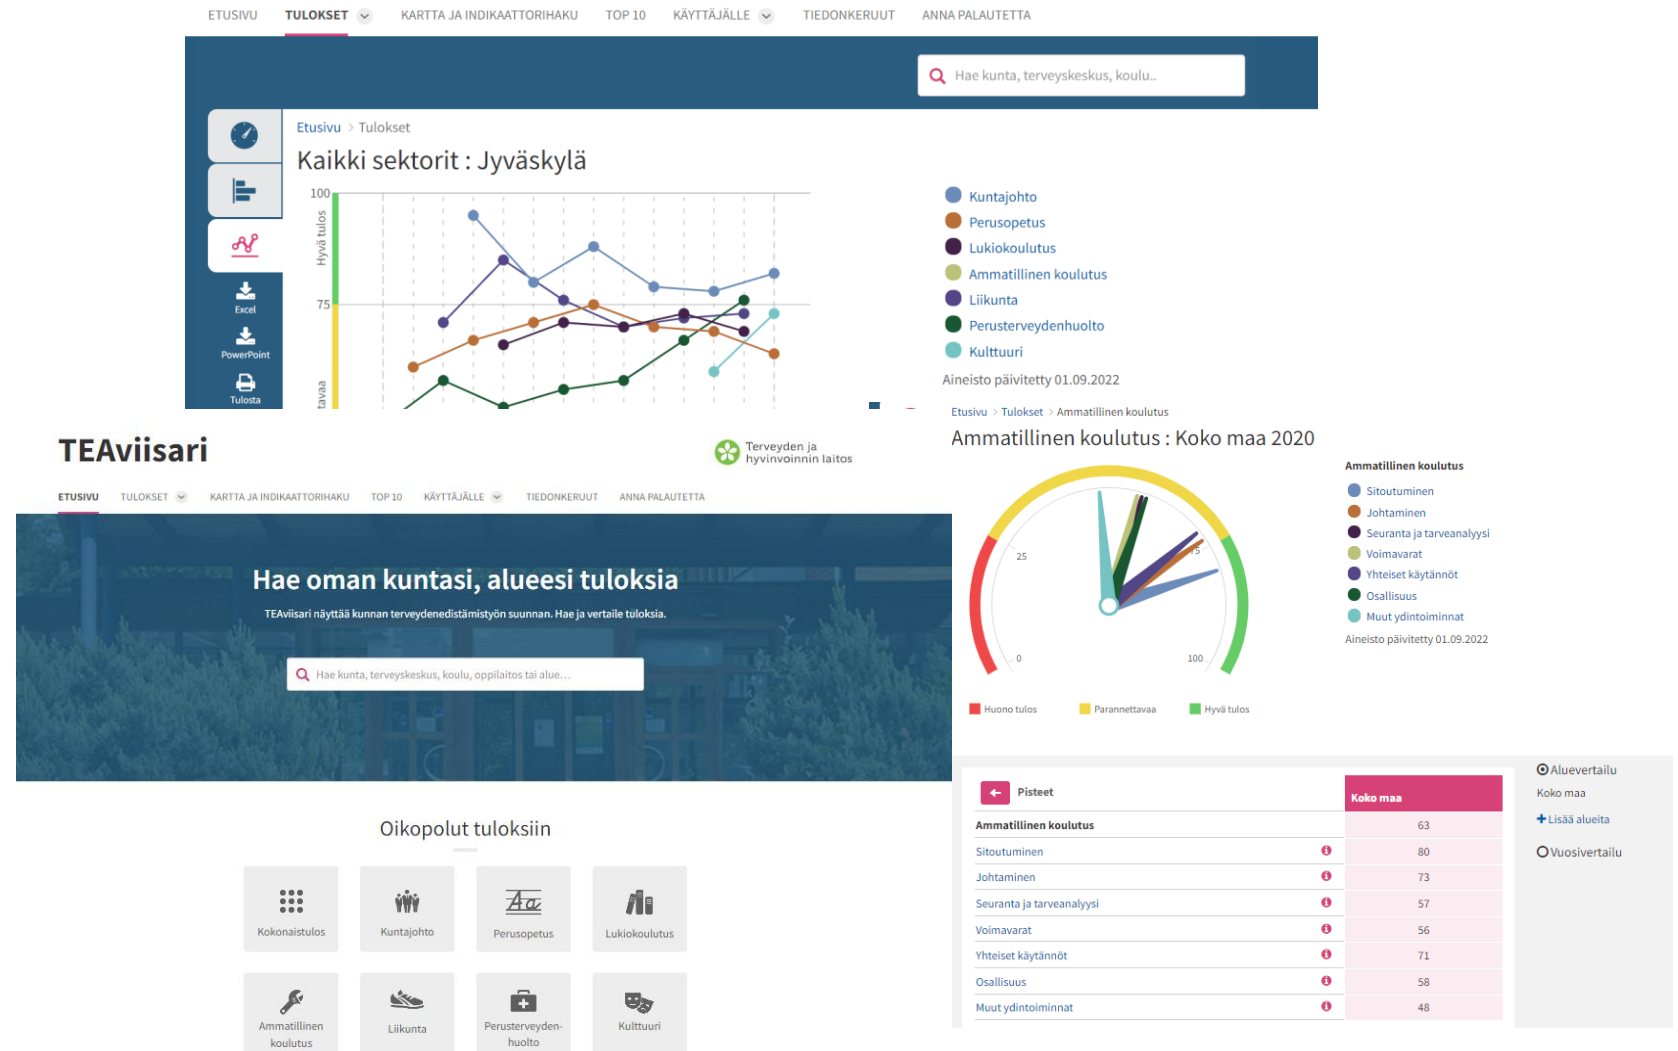 ETUSIVU TULOKSET KARTTA JA INDIKAATTORIHAKU TOP 10 KÄYTTÄJÄLLE TIEDONKERUUT ANNA PALAUTETTA
Hae kunta, terveyskeskus, koulu..
Etusivu > Tulokset
Kaikki sektorit : Jyväskylä
100
Hyvä tulos
75
tavaa
Excel
PowerPoint
Tulosta
Kuntajohto
Perusopetus
Lukiokoulutus
Ammatillinen koulutus
Liikunta
Perusterveydenhuolto
Kulttuuri
Aineisto päivitetty 01.09.2022
TEAviisari
Terveyden ja
hyvinvoinnin laitos
ETUSIVU TULOKSET KARTTA JA INDIKAATTORIHAKU TOP 10 KÄYTTÄJÄLLE TIEDONKERUUT ANNA PALAUTETTA
Hae oman kuntasi, alueesi tuloksia
TEAviisari näyttää kunnan terveydenedistämistyön suunnan. Hae ja vertaile tuloksia.
Hae kunta, terveyskeskus, koulu, oppilaitos tai alue...
Oikopolut tuloksiin
Kokonaistulos
Kuntajohto
Aa
Perusopetus
Lukiokoulutus
Ammatillinen
koulutus
Liikunta
Perusterveyden-
huolto
Kulttuuri
Etusivu > Tulokset > Ammatillinen koulutus
Ammatillinen koulutus : Koko maa 2020
25
75
0
100
Huono tulos
Parannettavaa
Hyvä tulos
Ammatillinen koulutus
Sitoutuminen
Johtaminen
Seuranta ja tarveanalyysi
Voimavarat
Yhteiset käytännöt
Osallisuus
Muut ydintoiminnat
Aineisto päivitetty 01.09.2022
Pisteet Koko maa
Ammatillinen koulutus 63
Sitoutuminen 80
Johtaminen 73
Seuranta ja tarveanalyysi 57
Voimavarat 56
Yhteiset käytännöt 71
Osallisuus 58
Muut ydintoiminnat 48
Aluevertailu
Koko maa
+ Lisää alueita
Vuosivertailu